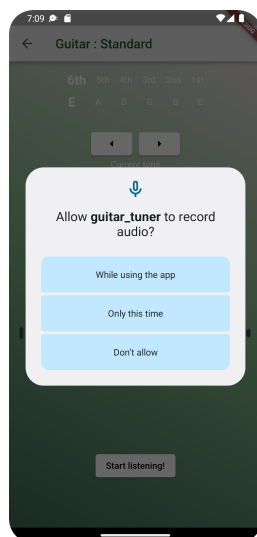 7:09
Guitar : Standard
6th 5th 4th 3rd 2nd 1st
E A D G B E
Current tone
Allow guitar_tuner to record
audio?
While using the app
Only this time
Don't allow
Start listening!